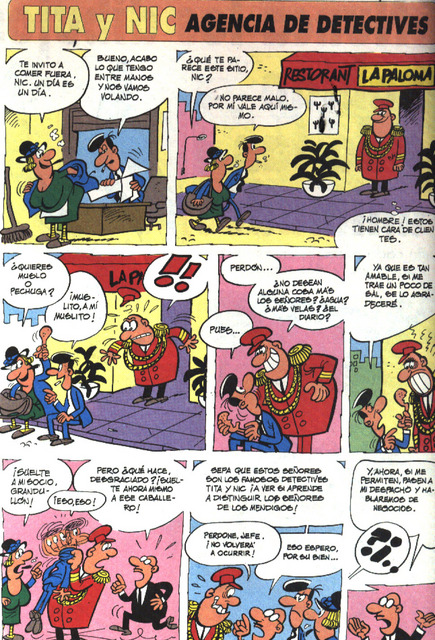 TITA y NIC AGENCIA DE DETECTIVES
TE INVITO A
COMER FUERA,
NIC. UN DÍA ES
UN DÍA.
BUENO, ACABO
LO QUE TENGO
ENTRE MANOS
Y NOS VAMOS
VOLANDO.
¿QUÉ TE PA-
RECE ESTE SITIO,
NIC?
NO PARECE MALO.
POR MÍ VALE AQUÍ MIS-
MO.
RESTORANT LA PALOMA
¡HOMBRE! ESTOS
TIENEN CARA DE CLIEN-
TES.
¿QUIERES
MUSLO
O
PECHUGA?
¡MUS-
LITO, A MÍ
MUSLITO!
LA P
!!
PERDÓN...
¿NO DESEAN
ALGUNA COSA MÁS
LOS SEÑORES? ¿AGUA?
¿MÁS VELAS? ¿EL
DIARIO?
PUES...
YA QUE ES TAN
AMABLE, SI ME
TRAE UN POCO DE
SAL, SE LO AGRA-
DECERÉ.
¡SUELTE
A MI SOCIO,
GRANDU-
LLÓN!
¡ESO, ESO!
PERO ¿QUÉ HACE,
DESGRACIADO? ¡SUEL-
TE AHORA MISMO
A ESE CABALLE-
RO!
SEPA QUE ESTOS SEÑORES
SON LOS FAMOSOS DETECTIVES
TITA Y NIC ¡A VER SI APRENDE
A DISTINGUIR LOS SEÑORES
DE LOS MENDIGOS!
PERDONE, JEFE.
¡NO VOLVERÁ
A OCURRIR!
ESO ESPERO,
POR SU BIEN...
Y, AHORA, SI ME
PERMITEN, PASEN A
MI DESPACHO Y HA-
BLAREMOS DE
NEGOCIOS.
¿?¡